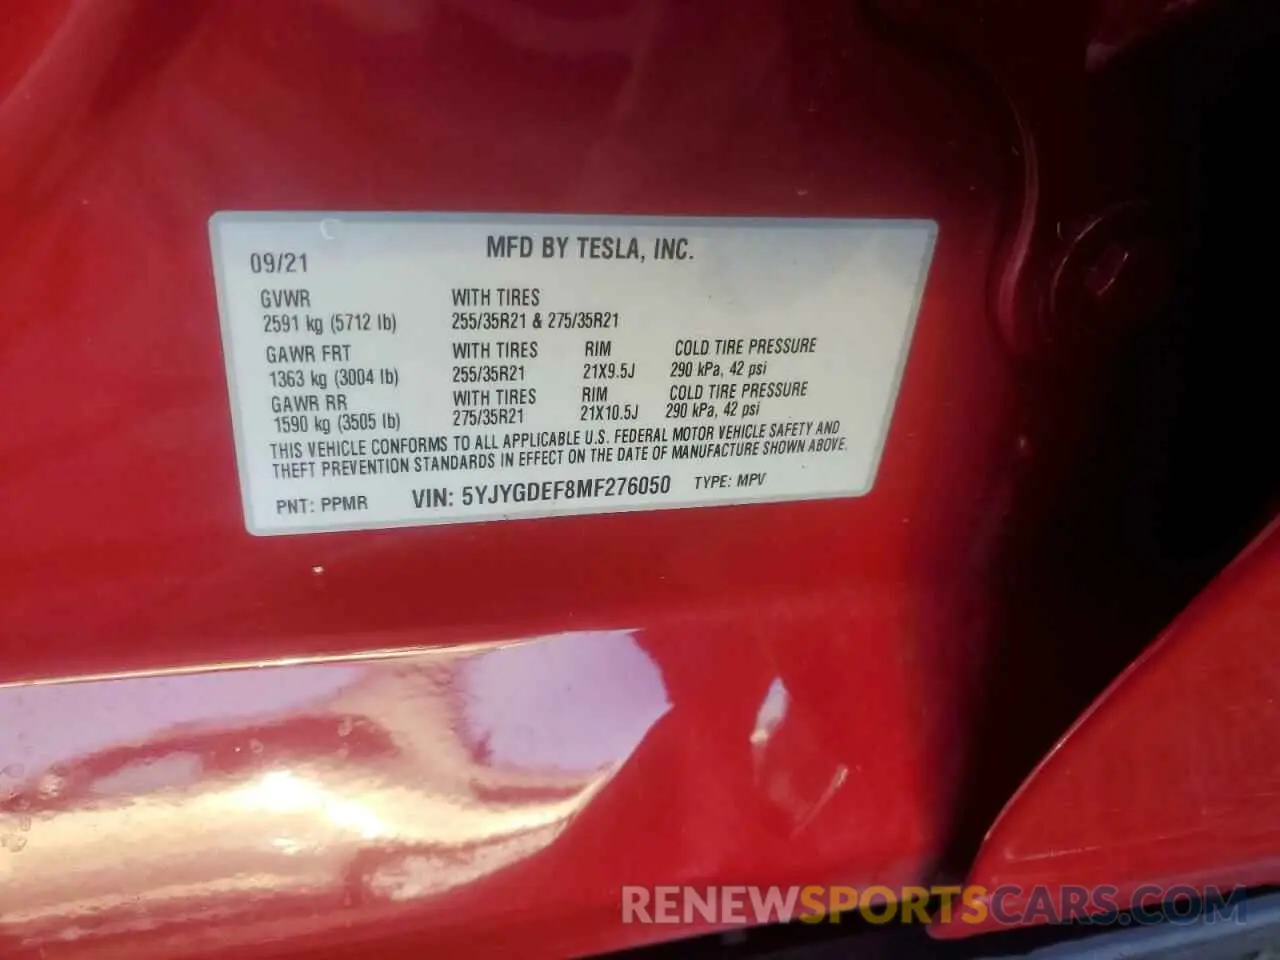 MFD BY TESLA, INC.
09/21
GVWR WITH TIRES
2591 kg (5712 lb) 255/35R21 & 275/35R21
GAWR FRT WITH TIRES RIM COLD TIRE PRESSURE
1363 kg (3004 lb) 255/35R21 21X9.5J 290 kPa, 42 psi
GAWR RR WITH TIRES RIM COLD TIRE PRESSURE
1590 kg (3505 lb) 275/35R21 21X10.5J 290 kPa, 42 psi
THIS VEHICLE CONFORMS TO ALL APPLICABLE U.S. FEDERAL MOTOR VEHICLE SAFETY AND
THEFT PREVENTION STANDARDS IN EFFECT ON THE DATE OF MANUFACTURE SHOWN ABOVE.
PNT: PPMR VIN: 5YJYGDEF8MF276050 TYPE: MPV
RENEWSPORTSCARS.COM